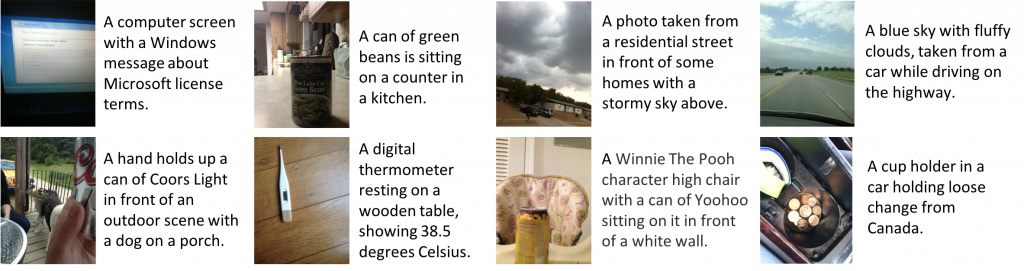 A computer screen
with a Windows
message about
Microsoft license
terms.
A can of green
beans is sitting
on a counter in
a kitchen.
A photo taken from
a residential street
in front of some
homes with a
stormy sky above.
A blue sky with fluffy
clouds, taken from a
car while driving on
the highway.
A hand holds up a
can of Coors Light
in front of an
outdoor scene with
a dog on a porch.
A digital
thermometer
resting on a
wooden table,
showing 38.5
degrees Celsius.
A Winnie The Pooh
character high chair
with a can of Yoohoo
sitting on it in front
of a white wall.
A cup holder in a
car holding loose
change from
Canada.